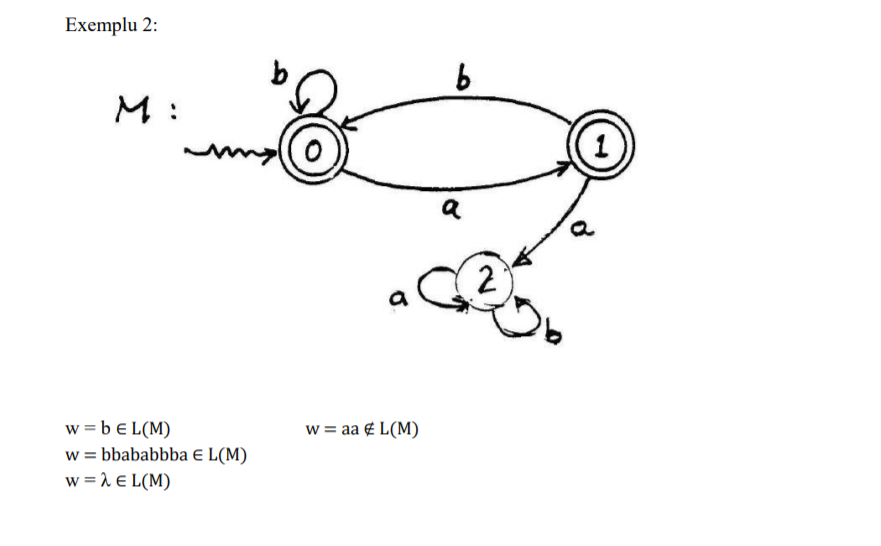 Exemplu 2:
b
b
M :
0
1
a
a
2
a
b
w = b ∈ L(M) w = aa ∉ L(M)
w = bbababbba ∈ L(M)
w = λ ∈ L(M)